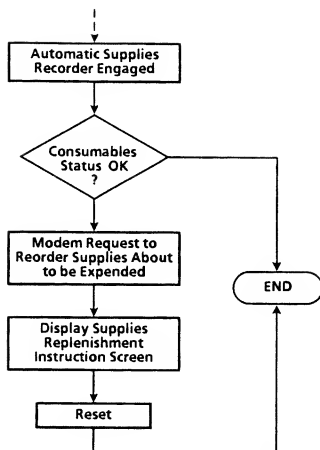 Automatic Supplies
Recorder Engaged
Consumables
Status OK
?
Modem Request to
Reorder Supplies About
to be Expended
END
Display Supplies
Replenishment
Instruction Screen
Reset